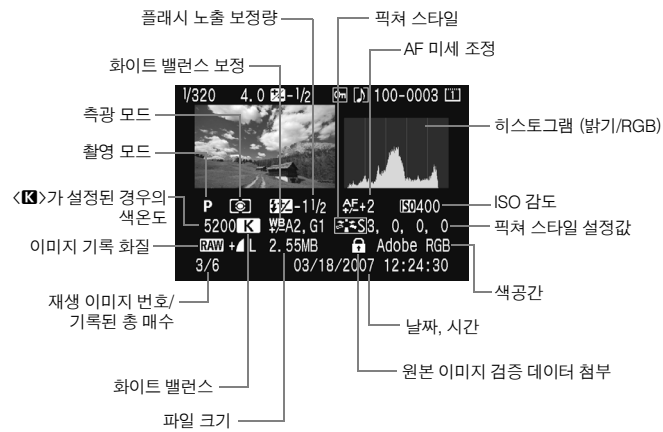 플래시 노출 보정량
픽쳐 스타일
AF 미세 조정
화이트 밸런스 보정
1/320 4.0 -1/2 100-0003
측광 모드
히스토그램 (밝기/RGB)
촬영 모드
<K>가 설정된 경우의
색온도
P -1 1/2 AF+2 ISO400
ISO 감도
5200 K WB A2, G1 S3, 0, 0, 0
픽쳐 스타일 설정값
이미지 기록 화질
RAW + L 2.55MB Adobe RGB
3/6 03/18/2007 12:24:30
색공간
재생 이미지 번호/
기록된 총 매수
날짜, 시간
원본 이미지 검증 데이터 첨부
화이트 밸런스
파일 크기